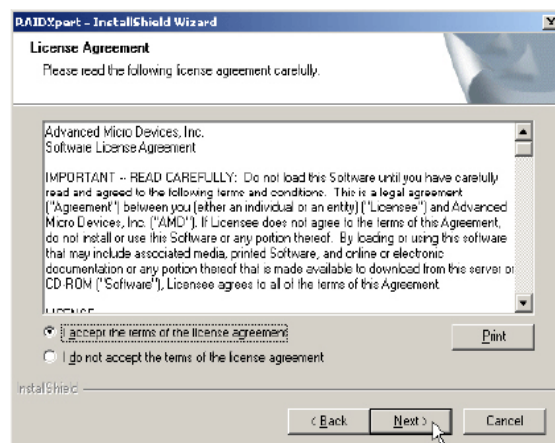 RAIDXpert - InstallShield Wizard
License Agreement
Please read the following license agreement carefully.
Advanced Micro Devices, Inc.
Software License Agreement
IMPORTANT -- READ CAREFULLY: Do not load this Software until you have carefully
read and agreed to the following terms and conditions. This is a legal agreement
("Agreement") between you (either an individual or an entity) ("Licensee") and Advanced
Micro Devices, Inc. ("AMD"). If Licensee does not agree to the terms of this Agreement,
do not install or use this Software or any portion thereof. By loading or using this software
that may include associated media, printed Software, and online or electronic
documentation or any portion thereof that is made available to download from this server or
CD-ROM ("Software"), Licensee agrees to all of the terms of this Agreement
LICENSE
I accept the terms of the license agreement
Print
I do not accept the terms of the license agreement
InstallShield
< Back
Next >
Cancel